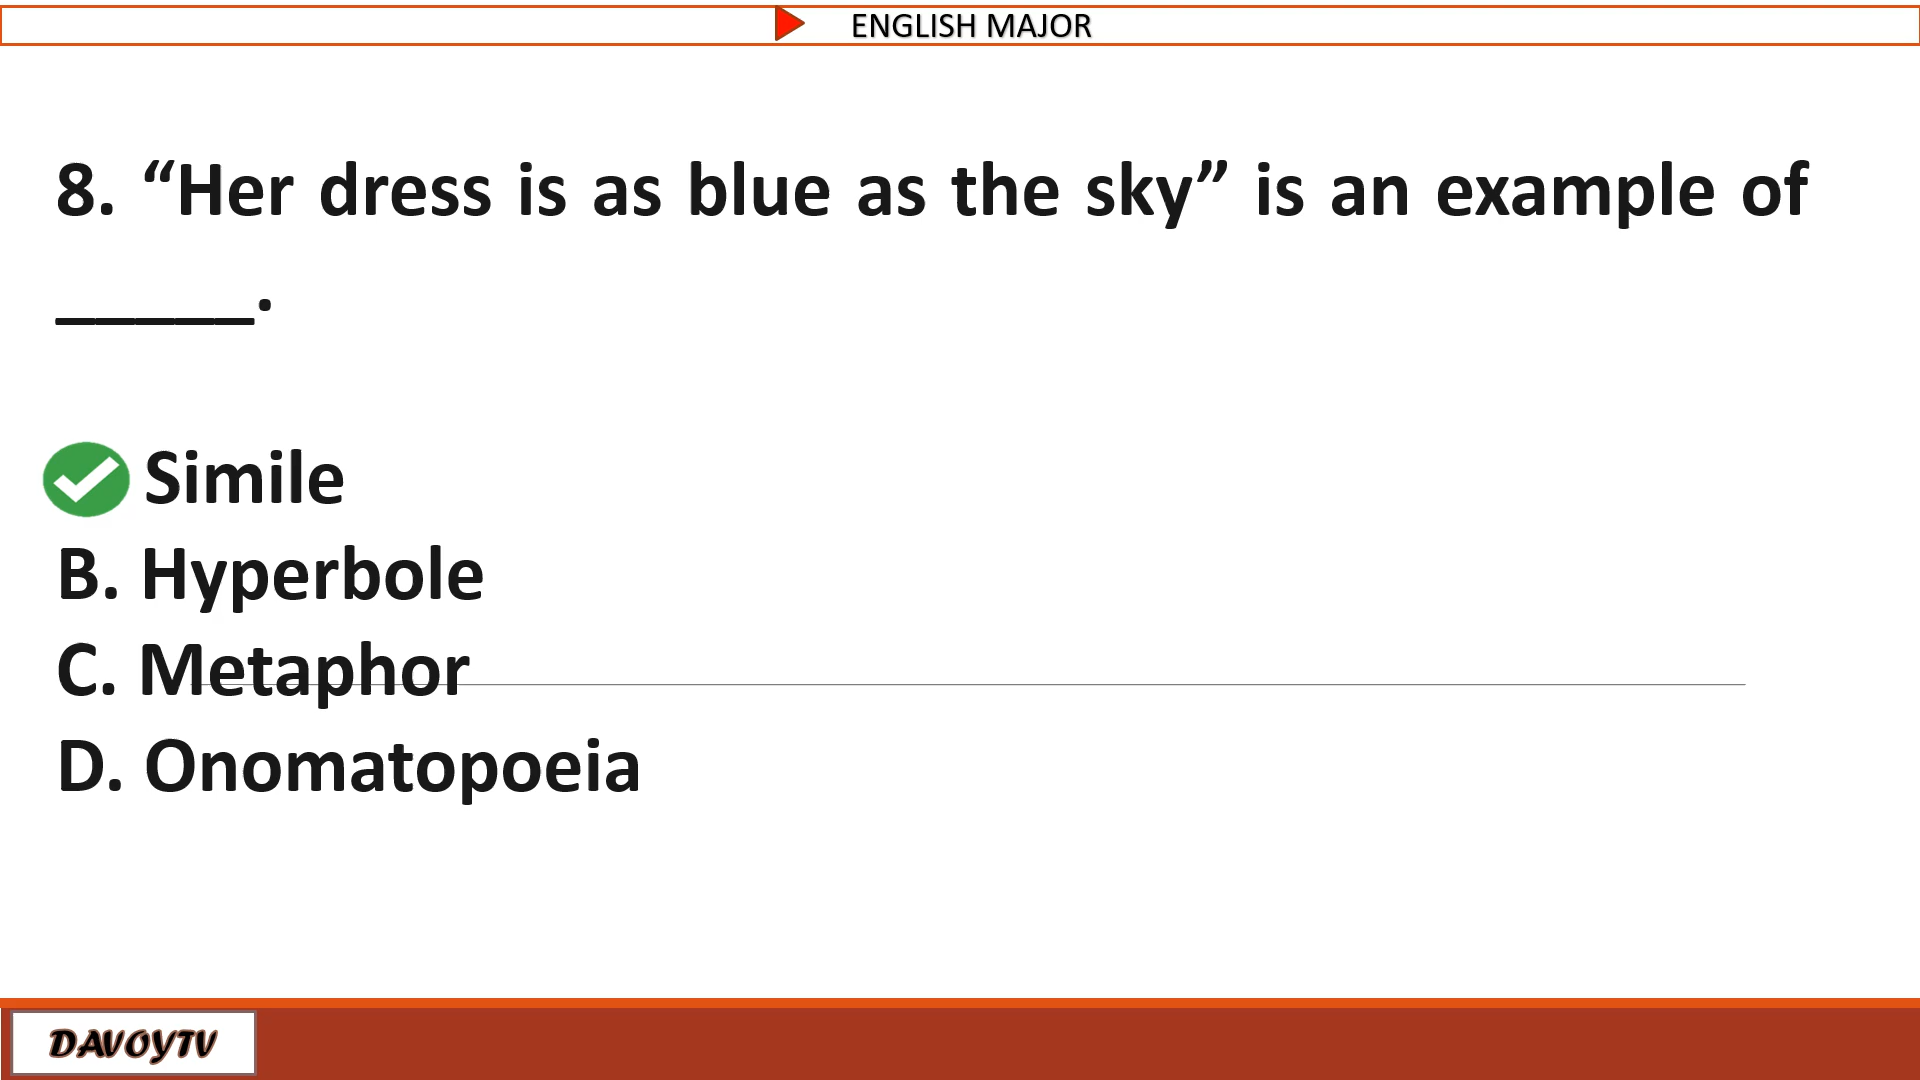 ENGLISH MAJOR
8. “Her dress is as blue as the sky” is an example of
_____.
Simile
B. Hyperbole
C. Metaphor
D. Onomatopoeia
DAVOYTV